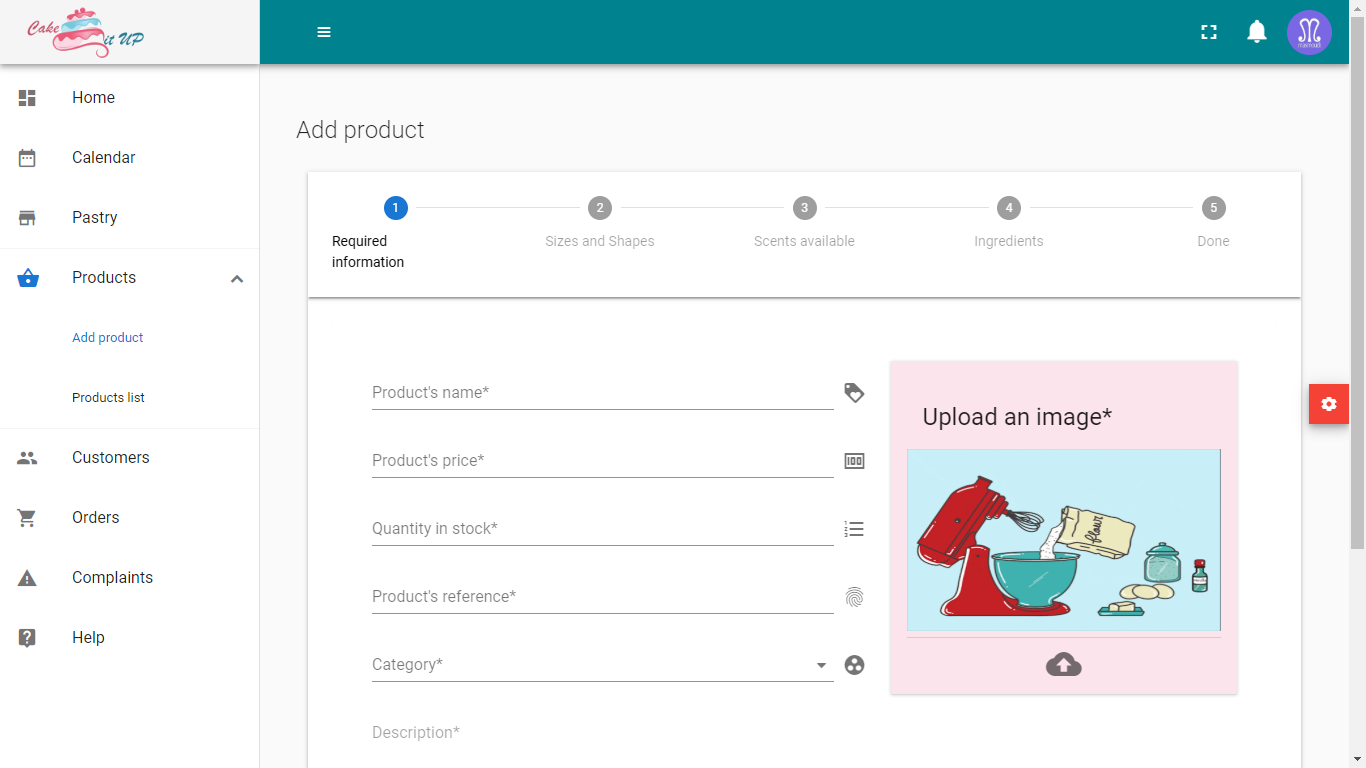 Cake
it UP
Home
Calendar
Pastry
Products
Add product
Products list
Customers
Orders
Complaints
Help
Add product
1
2
3
4
5
Required
information
Sizes and Shapes
Scents available
Ingredients
Done
Product's name*
Product's price*
100
Quantity in stock*
Product's reference*
Category*
Description*
Upload an image*
flour